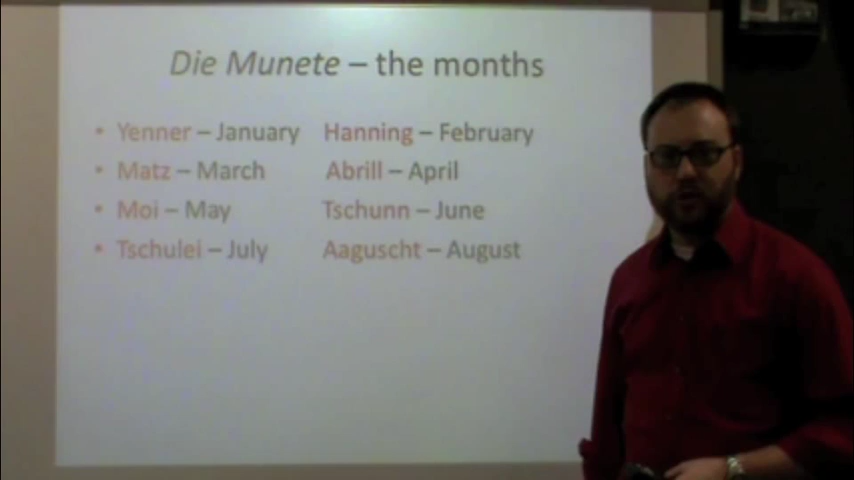 Die Munete – the months
• Yenner – January Hanning – February
• Matz – March Abrill – April
• Moi – May Tschunn – June
• Tschulei – July Aaguscht – August